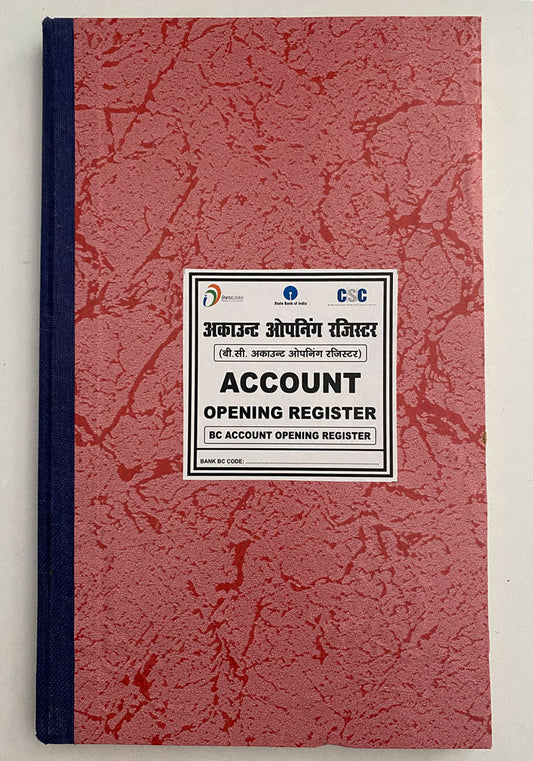 Digital India
State Bank of India
CSC
अकाउन्ट ओपनिंग रजिस्टर
(बी.सी. अकाउन्ट ओपनिंग रजिस्टर)
ACCOUNT
OPENING REGISTER
BC ACCOUNT OPENING REGISTER
BANK BC CODE: